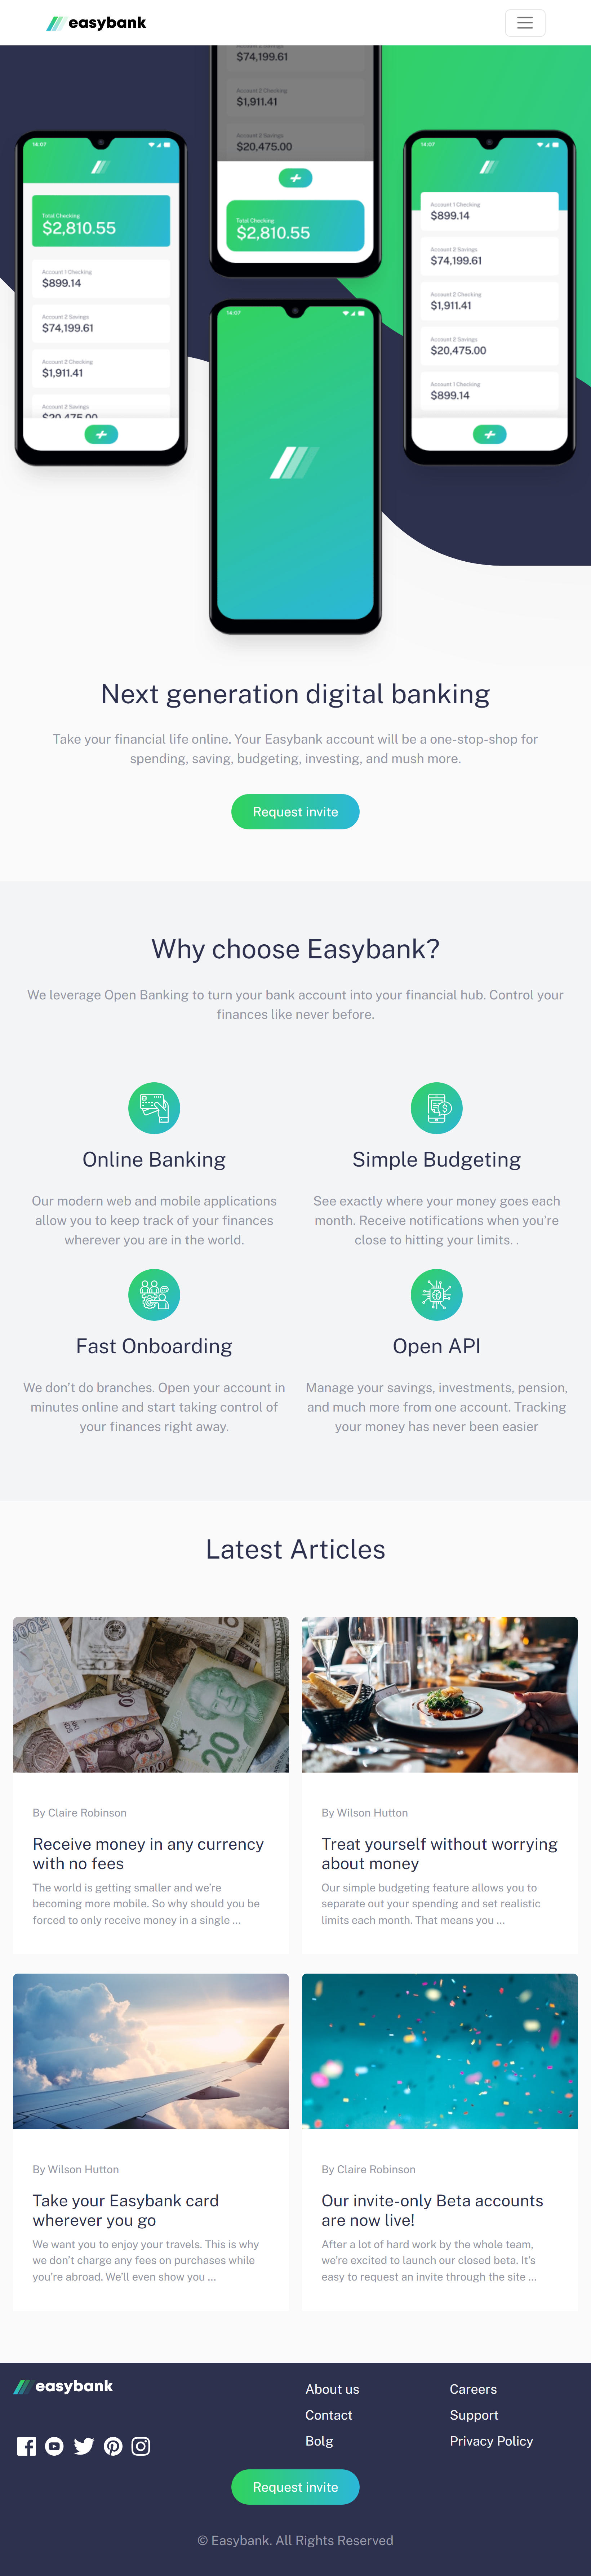 easybank
$74,199.61
Account 2 Checking
$1,911.41
Account 2 Savings
$20,475.00
Total Checking
$2,810.55
14:07
Total Checking
$2,810.55
Account 1 Checking
$899.14
Account 2 Savings
$74,199.61
Account 2 Checking
$1,911.41
Account 2 Savings
14:07
Account 1 Checking
$899.14
Account 2 Savings
$74,199.61
Account 2 Checking
$1,911.41
Account 2 Savings
$20,475.00
Account 1 Checking
$899.14
14:07
Next generation digital banking
Take your financial life online. Your Easybank account will be a one-stop-shop for
spending, saving, budgeting, investing, and mush more.
Request invite
Why choose Easybank?
We leverage Open Banking to turn your bank account into your financial hub. Control your
finances like never before.
Online Banking
Our modern web and mobile applications
allow you to keep track of your finances
wherever you are in the world.
Simple Budgeting
See exactly where your money goes each
month. Receive notifications when you're
close to hitting your limits. .
Fast Onboarding
We don't do branches. Open your account in
minutes online and start taking control of
your finances right away.
Open API
Manage your savings, investments, pension,
and much more from one account. Tracking
your money has never been easier
Latest Articles
20
By Claire Robinson
Receive money in any currency
with no fees
The world is getting smaller and we're
becoming more mobile. So why should you be
forced to only receive money in a single ...
By Wilson Hutton
Treat yourself without worrying
about money
Our simple budgeting feature allows you to
separate out your spending and set realistic
limits each month. That means you ...
By Wilson Hutton
Take your Easybank card
wherever you go
We want you to enjoy your travels. This is why
we don't charge any fees on purchases while
you're abroad. We'll even show you ...
By Claire Robinson
Our invite-only Beta accounts
are now live!
After a lot of hard work by the whole team,
we're excited to launch our closed beta. It's
easy to request an invite through the site ...
easybank
About us
Contact
Bolg
Careers
Support
Privacy Policy
Request invite
© Easybank. All Rights Reserved